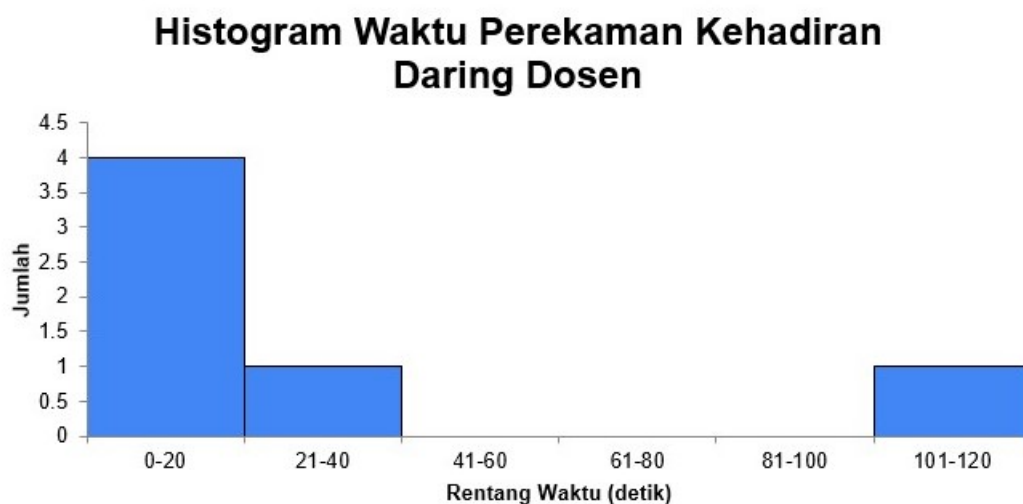 Histogram Waktu Perekaman Kehadiran
Daring Dosen
4.5
4
3.5
3
2.5
2
1.5
1
0.5
0
Jumlah
0-20 21-40 41-60 61-80 81-100 101-120
Rentang Waktu (detik)